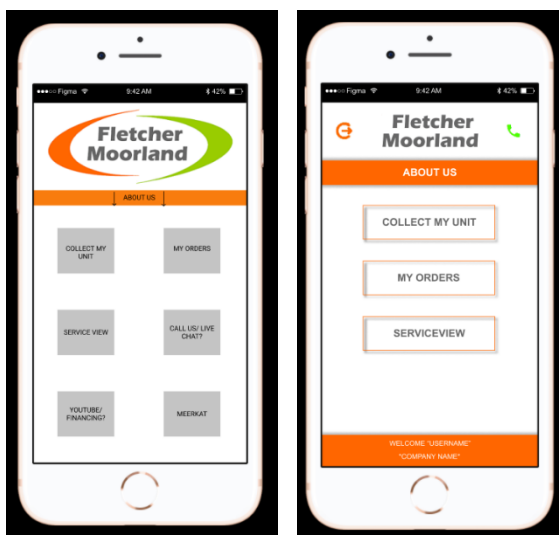 Figma 9:42 AM 42%
Fletcher
Moorland
ABOUT US
COLLECT MY
UNIT
MY ORDERS
SERVICE VIEW
CALL US/ LIVE
CHAT?
YOUTUBE/
FINANCING?
MEERKAT
Figma 9:42 AM 42%
Fletcher
Moorland
ABOUT US
COLLECT MY UNIT
MY ORDERS
SERVICEVIEW
WELCOME "USERNAME"
"COMPANY NAME"